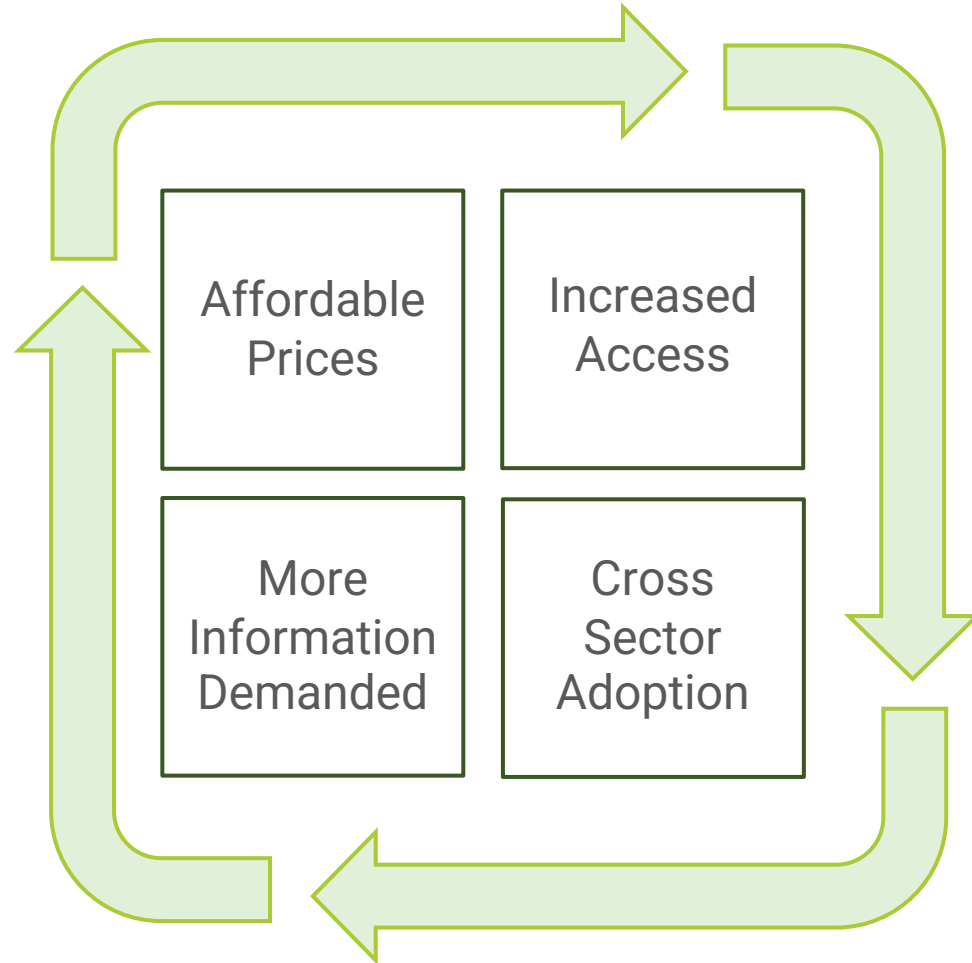 Affordable
Prices
Increased
Access
More
Information
Demanded
Cross
Sector
Adoption